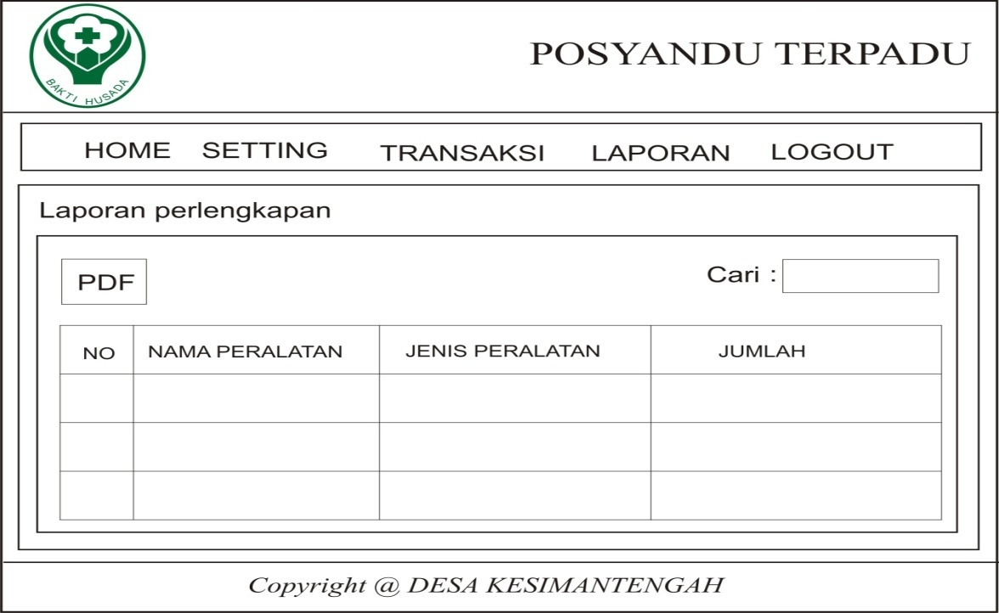 BAKTI HUSADA
POSYANDU TERPADU
HOME SETTING TRANSAKSI LAPORAN LOGOUT
Laporan perlengkapan
PDF Cari :
NO NAMA PERALATAN JENIS PERALATAN JUMLAH
Copyright @ DESA KESIMANTENGAH